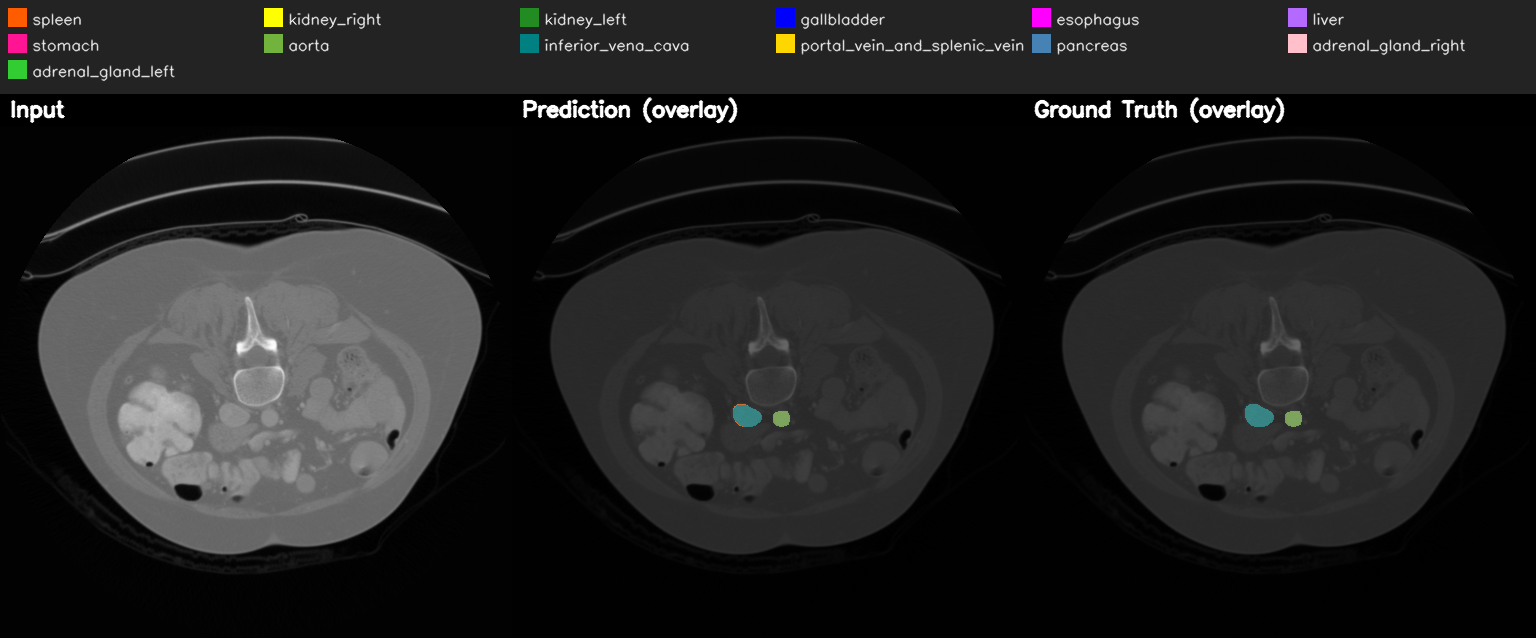 spleen kidney_right kidney_left gallbladder esophagus liver
stomach aorta inferior_vena_cava portal_vein_and_splenic_vein pancreas adrenal_gland_right
adrenal_gland_left
Input Prediction (overlay) Ground Truth (overlay)